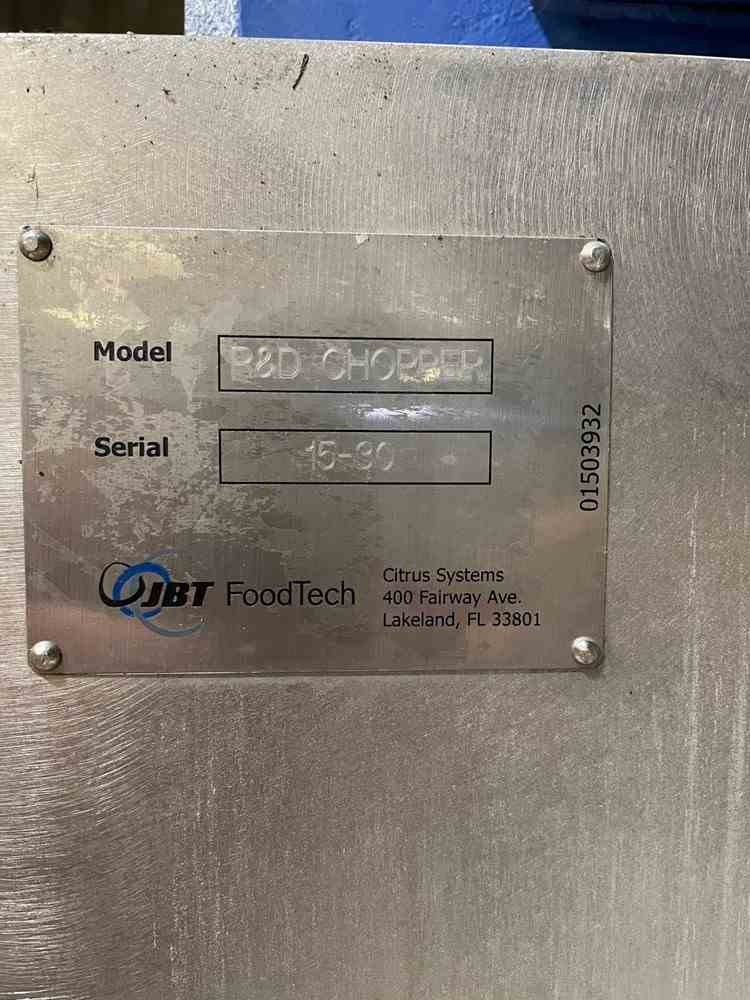 Model R&D CHOPPER
Serial 15-90
01503932
JBT FoodTech
Citrus Systems
400 Fairway Ave.
Lakeland, FL 33801